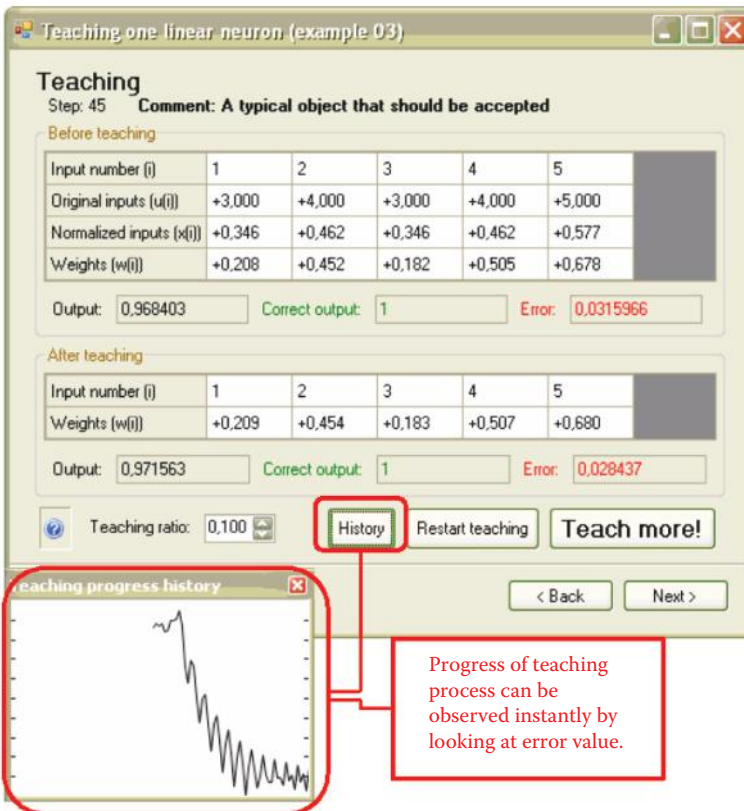 Teaching one linear neuron (example 03)
Teaching
Step: 45 Comment: A typical object that should be accepted
Before teaching
Input number (i) 1 2 3 4 5
Original inputs (u(i)) +3,000 +4,000 +3,000 +4,000 +5,000
Normalized inputs (x(i)) +0,346 +0,462 +0,346 +0,462 +0,577
Weights (w(i)) +0,208 +0,452 +0,182 +0,505 +0,678
Output: 0,968403 Correct output: 1 Error: 0,0315966
After teaching
Input number (i) 1 2 3 4 5
Weights (w(i)) +0,209 +0,454 +0,183 +0,507 +0,680
Output: 0,971563 Correct output: 1 Error: 0,028437
Teaching ratio: 0,100 History Restart teaching Teach more!
eaching progress history
< Back Next >
Progress of teaching
process can be
observed instantly by
looking at error value.